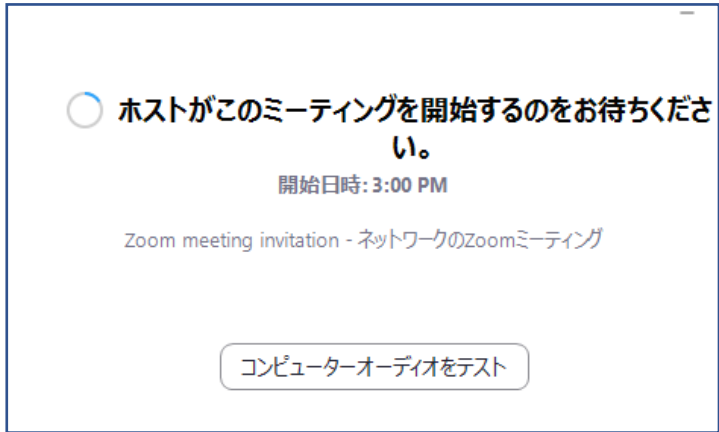 ホストがこのミーティングを開始するのをお待ちくださ
い。
開始日時: 3:00 PM
Zoom meeting invitation - ネットワークのZoomミーティング
コンピューターオーディオをテスト